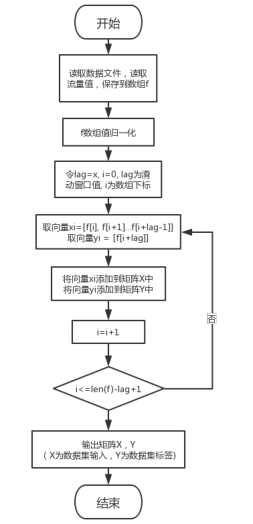 开始
读取数据文件，读取
流量值，保存到数组f
f数组值归一化
令lag=x, i=0, lag为滑
动窗口值, i为数组下标
取向量xi=[f[i], f[i+1]...f[i+lag-1]]
取向量yi = [f[i+lag]]
将向量xi添加到矩阵X中
将向量yi添加到矩阵Y中
i=i+1
否
i<=len(f)-lag+1
输出矩阵X，Y
( X为数据集输入，Y为数据集标签)
结束